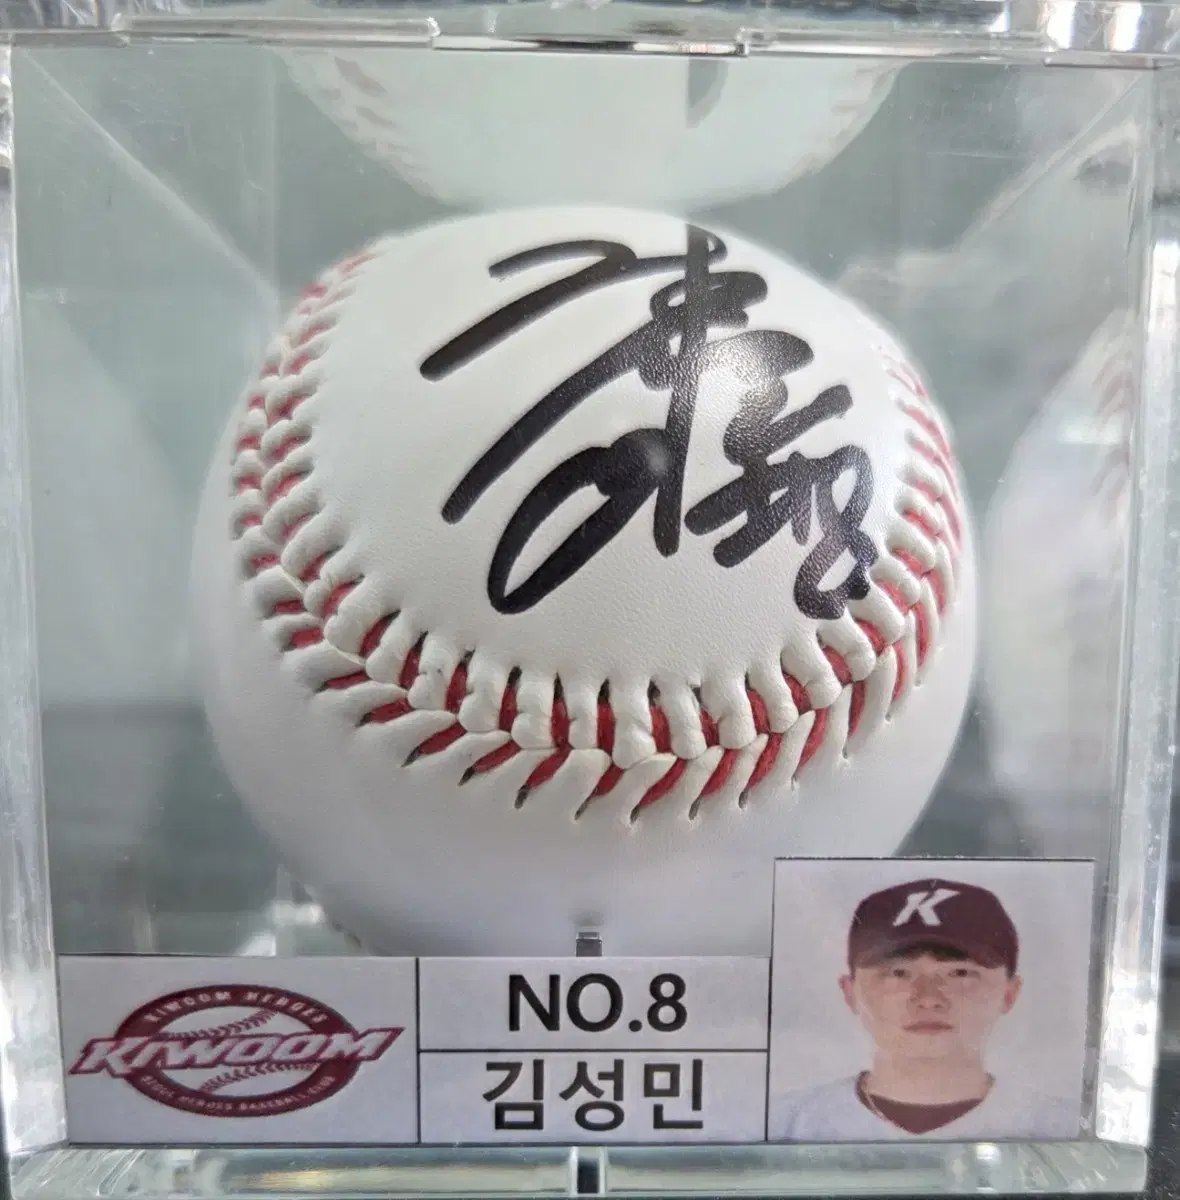 KIWOOM HEROES
KIWOOM
SEOUL HEROES BASEBALL CLUB
NO.8
김성민
K